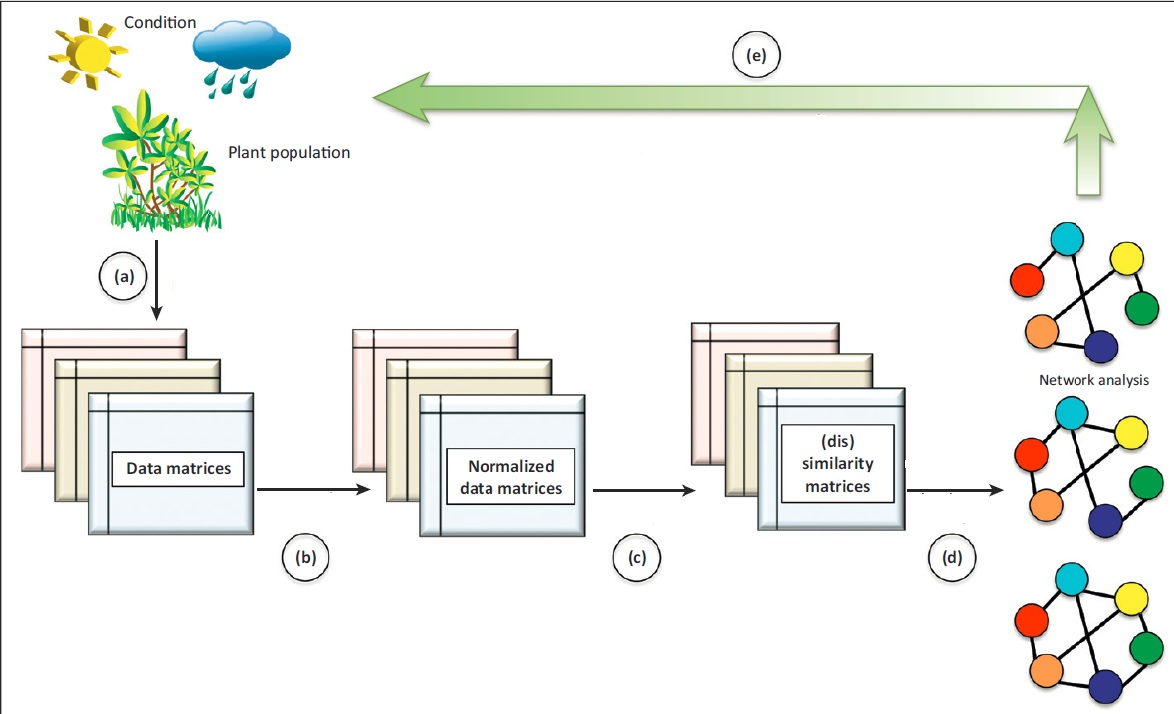 Condition
(e)
Plant population
(a)
Network analysis
Data matrices
Normalized
data matrices
(dis)
similarity
matrices
(b)
(c)
(d)